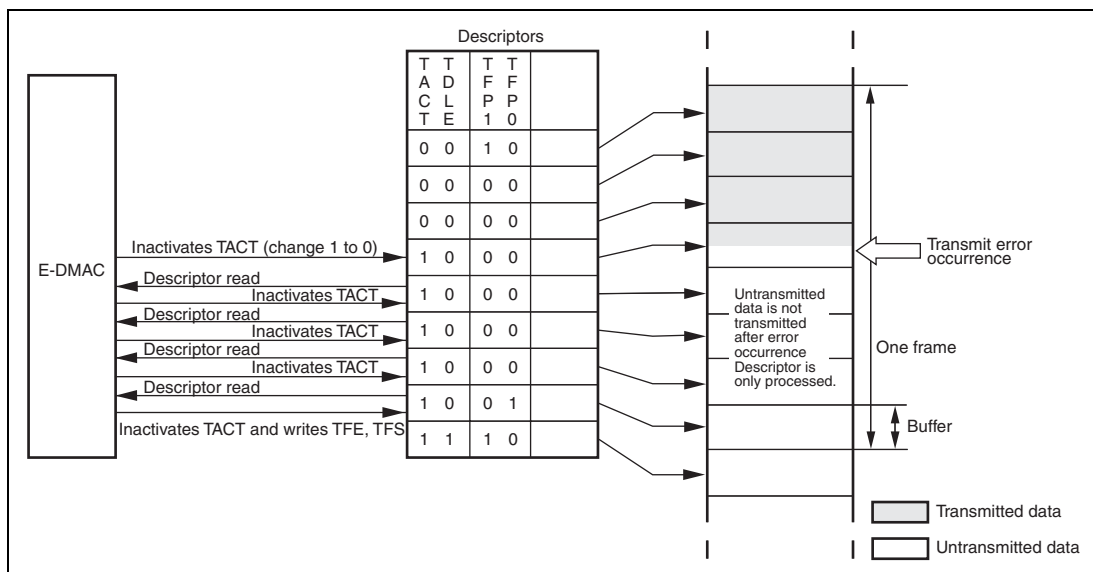 Descriptors
TACT TDLE TFP1 TFP0
0 0 1 0
0 0 0 0
0 0 0 0
1 0 0 0
1 0 0 0
1 0 0 0
1 0 0 0
1 0 0 1
1 1 1 0
E-DMAC
Inactivates TACT (change 1 to 0)
Descriptor read
Inactivates TACT
Descriptor read
Inactivates TACT
Descriptor read
Inactivates TACT
Descriptor read
Inactivates TACT and writes TFE, TFS
Transmit error
occurrence
Untransmitted
data is not
transmitted
after error
occurrence
Descriptor is
only processed.
One frame
Buffer
Transmitted data
Untransmitted data